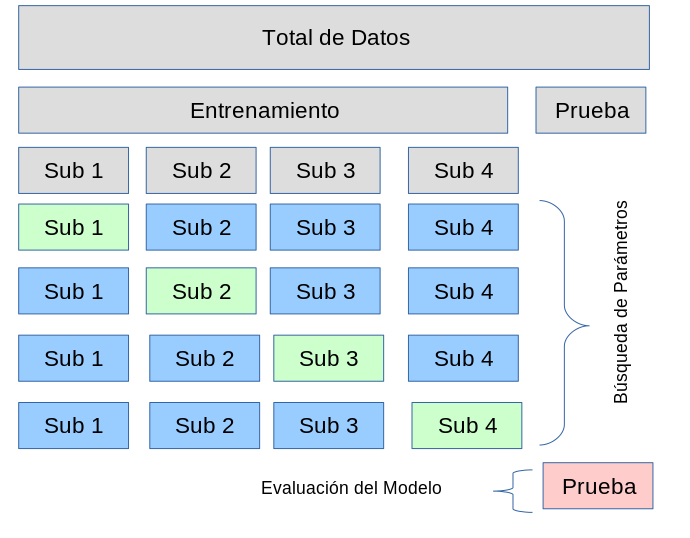 Total de Datos
Entrenamiento Prueba
Sub 1 Sub 2 Sub 3 Sub 4
Sub 1 Sub 2 Sub 3 Sub 4
Sub 1 Sub 2 Sub 3 Sub 4
Sub 1 Sub 2 Sub 3 Sub 4
Sub 1 Sub 2 Sub 3 Sub 4
Búsqueda de Parámetros
Evaluación del Modelo Prueba